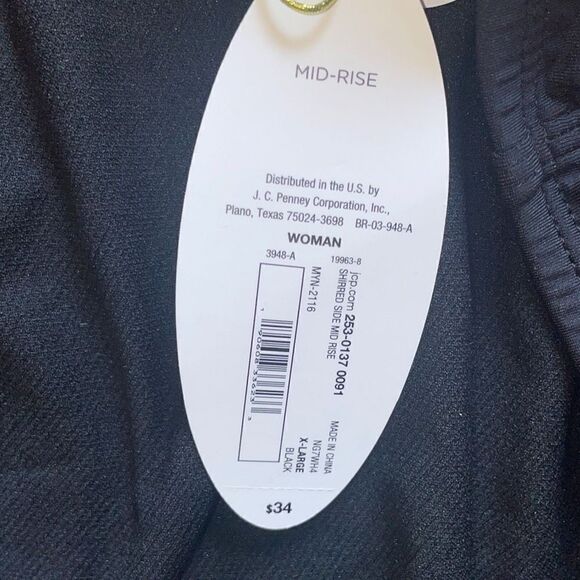 MID-RISE
Distributed in the U.S. by
J. C. Penney Corporation, Inc.,
Plano, Texas 75024-3698 BR-03-948-A
WOMAN
3948-A 19963-8
jcp.com 253-0137 0091
SHIRRED SIDE MID RISE
MYN-2116
MADE IN CHINA
NG7WH4
X-LARGE
BLACK
$34